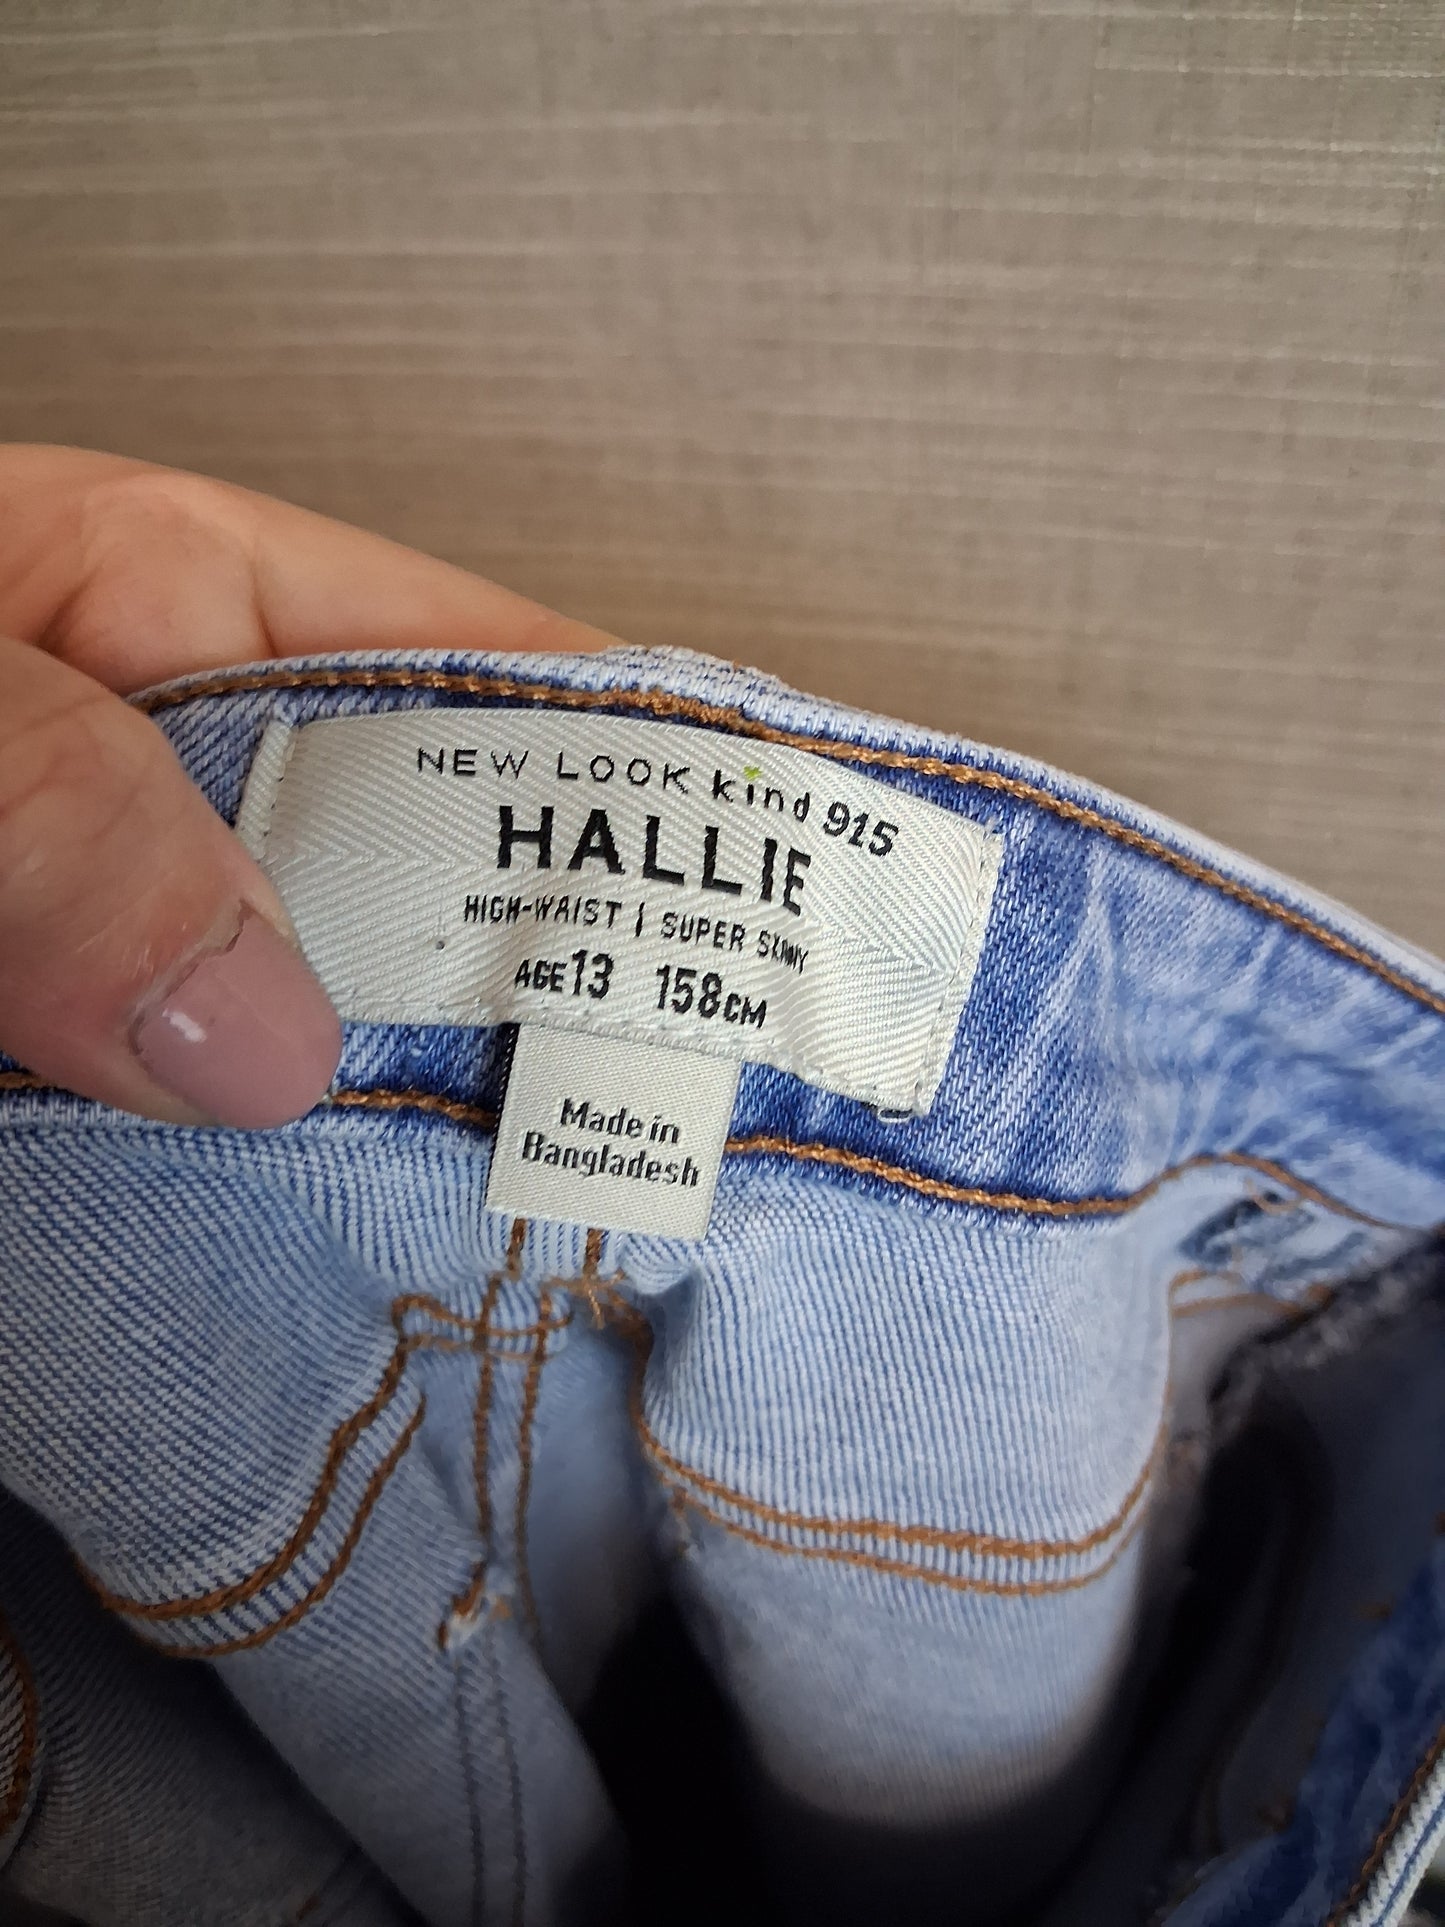 NEW LOOK kind 915
HALLIE
HIGH-WAIST | SUPER SKINNY
AGE 13 158CM
Made in
Bangladesh